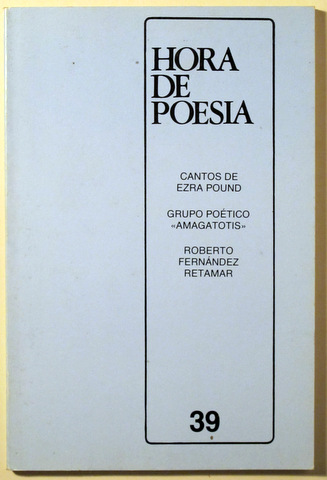 HORA
DE
POESIA
CANTOS DE
EZRA POUND
GRUPO POÉTICO
«AMAGATOTIS»
ROBERTO
FERNÁNDEZ
RETAMAR
39